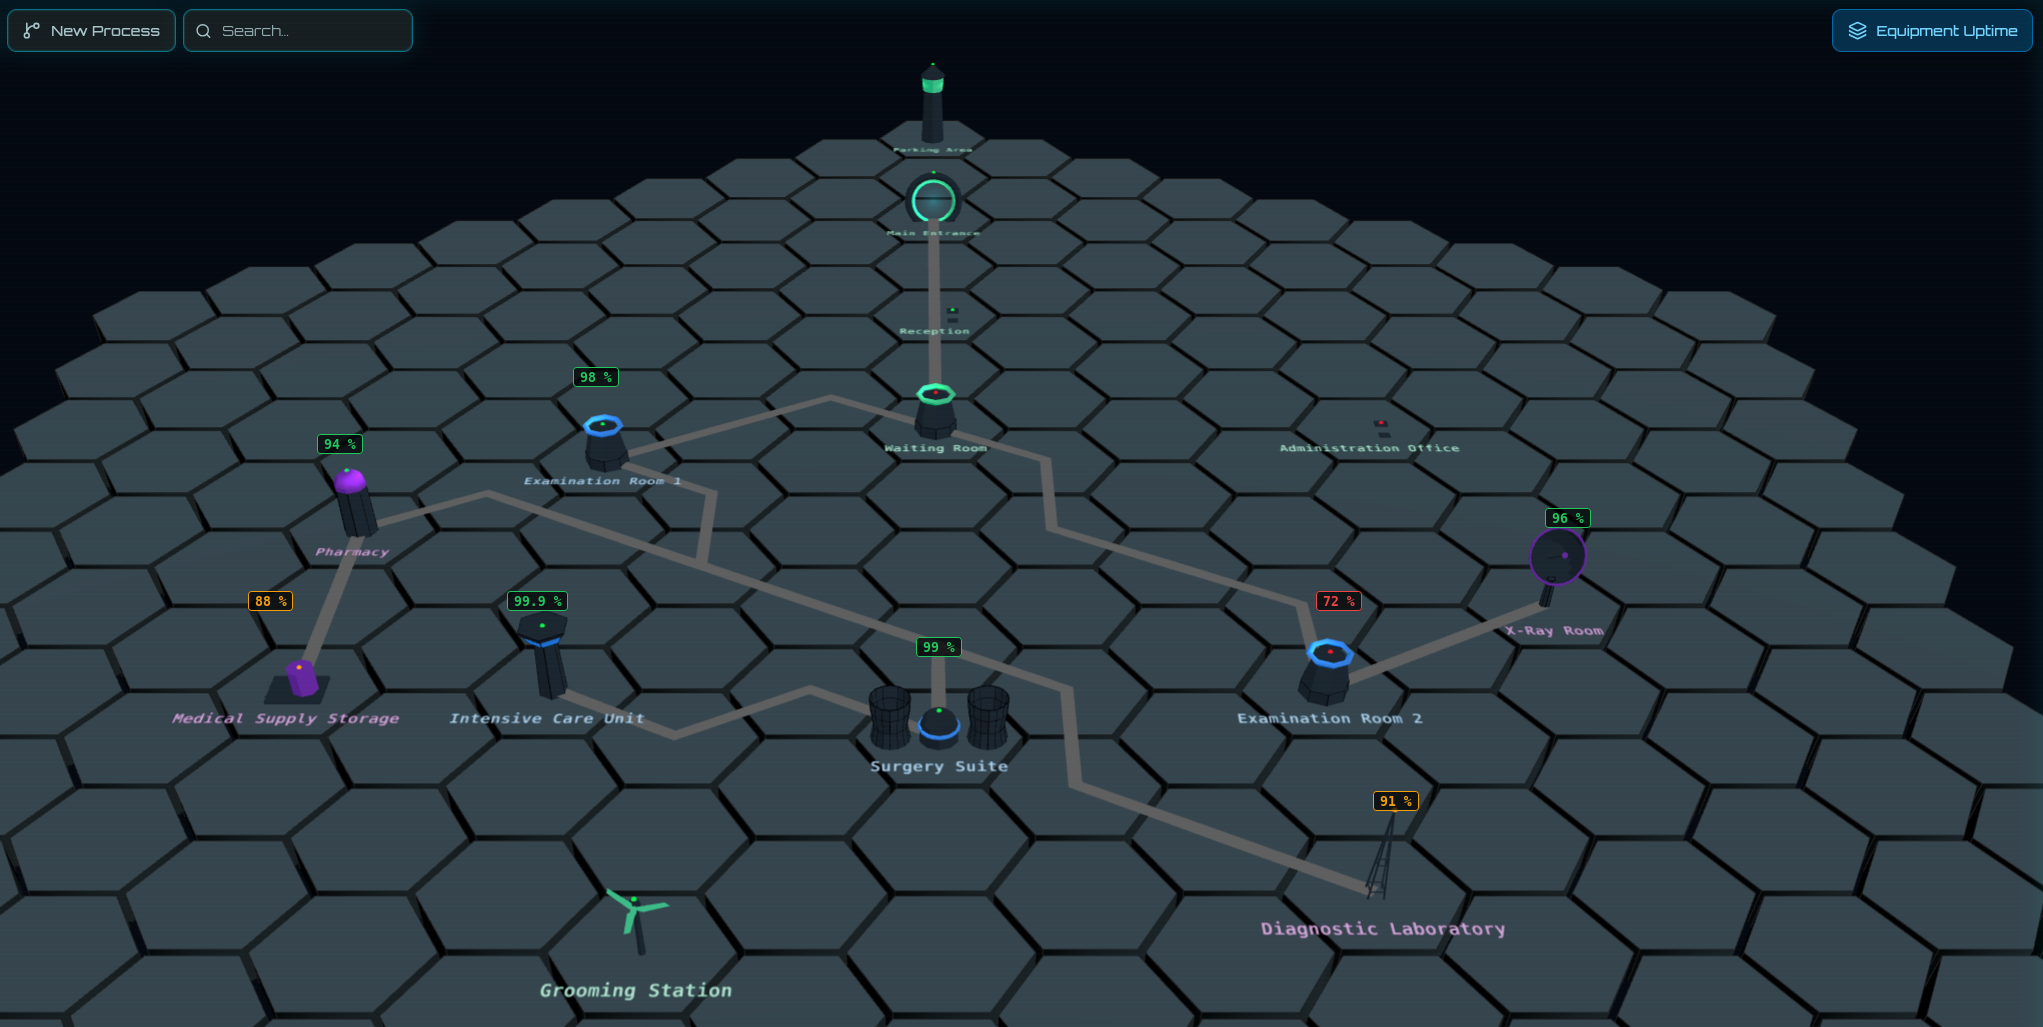 New Process
Search...
Equipment Uptime
Parking Area
Main Entrance
Reception
98 %
94 %
Waiting Room
Administration Office
Examination Room 1
96 %
Pharmacy
88 %
99.9 %
72 %
X-Ray Room
99 %
Medical Supply Storage
Intensive Care Unit
Examination Room 2
Surgery Suite
91 %
Diagnostic Laboratory
Grooming Station